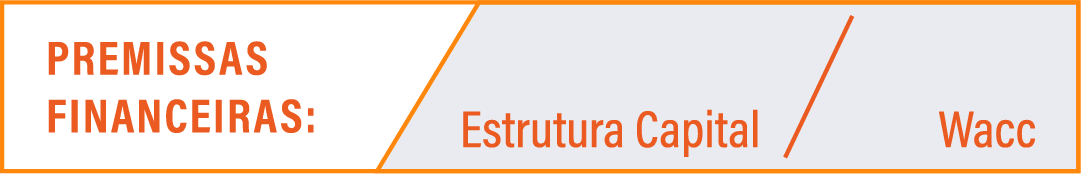 PREMISSAS
FINANCEIRAS:
Estrutura Capital / Wacc